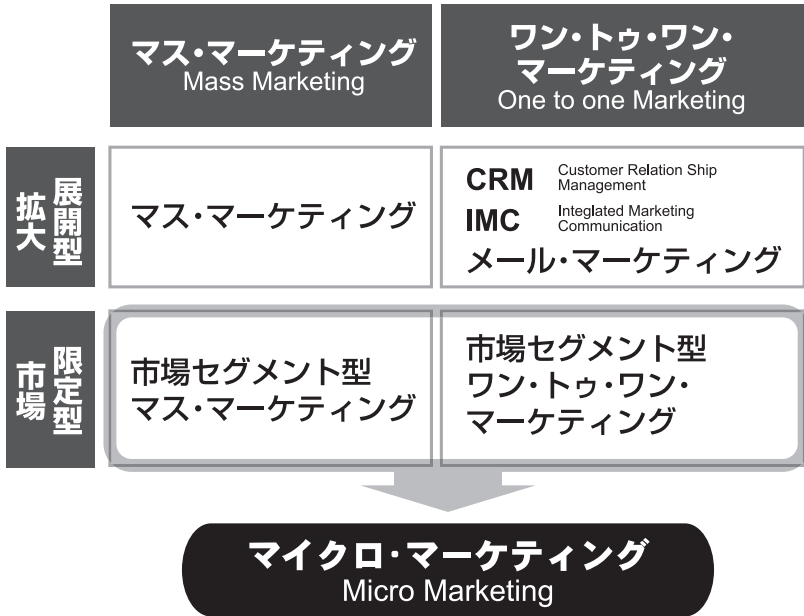 マス・マーケティング
Mass Marketing
ワン・トゥ・ワン・
マーケティング
One to one Marketing
展開型
拡大
マス・マーケティング
CRM Customer Relation Ship
Management
IMC Integlated Marketing
Communication
メール・マーケティング
限定型
市場
市場セグメント型
マス・マーケティング
市場セグメント型
ワン・トゥ・ワン・
マーケティング
マイクロ・マーケティング
Micro Marketing